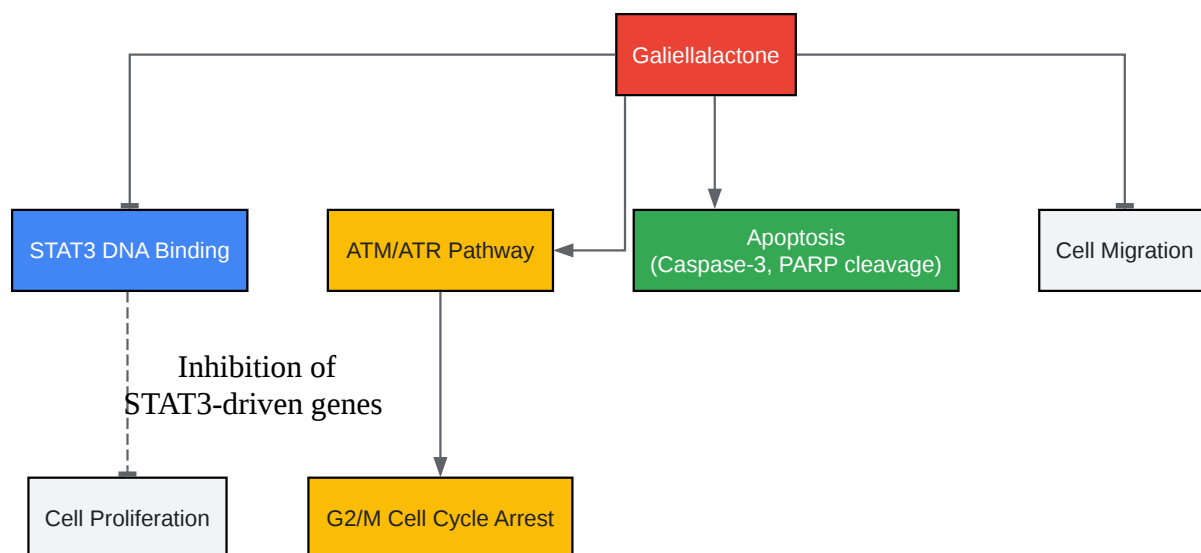 Galiellalactone
STAT3 DNA Binding
ATM/ATR Pathway
Apoptosis
(Caspase-3, PARP cleavage)
Cell Migration
Inhibition of
STAT3-driven genes
Cell Proliferation
G2/M Cell Cycle Arrest